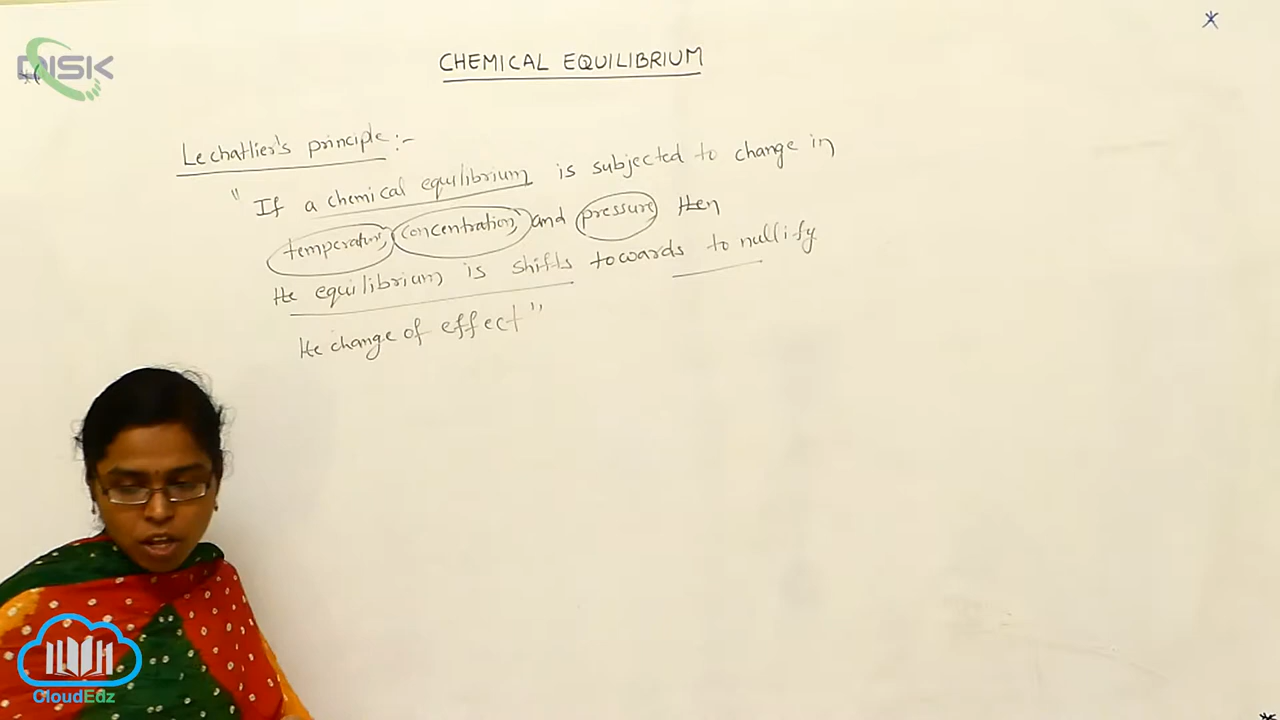 DISK
CHEMICAL EQUILIBRIUM
Lechatlier's principle:-
"If a chemical equilibrium is subjected to change in
temperature, concentration, and pressure then
the equilibrium is shifts towards to nullify
the change of effect"
CloudEdz